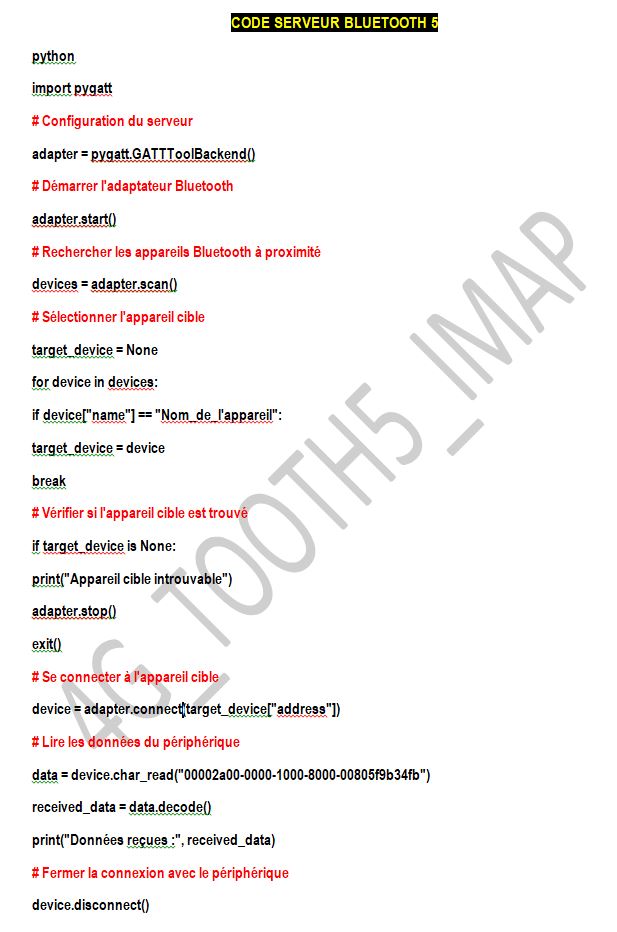 CODE SERVEUR BLUETOOTH 5
python
import pygatt
# Configuration du serveur
adapter = pygatt.GATTToolBackend()
# Démarrer l'adaptateur Bluetooth
adapter.start()
# Rechercher les appareils Bluetooth à proximité
devices = adapter.scan()
# Sélectionner l'appareil cible
target_device = None
for device in devices:
if device["name"] == "Nom_de_l'appareil":
target_device = device
break
# Vérifier si l'appareil cible est trouvé
if target_device is None:
print("Appareil cible introuvable")
adapter.stop()
exit()
# Se connecter à l'appareil cible
device = adapter.connect(target_device["address"])
# Lire les données du périphérique
data = device.char_read("00002a00-0000-1000-8000-00805f9b34fb")
received_data = data.decode()
print("Données reçues :", received_data)
# Fermer la connexion avec le périphérique
device.disconnect()
4G_TOOTH5_IMAP